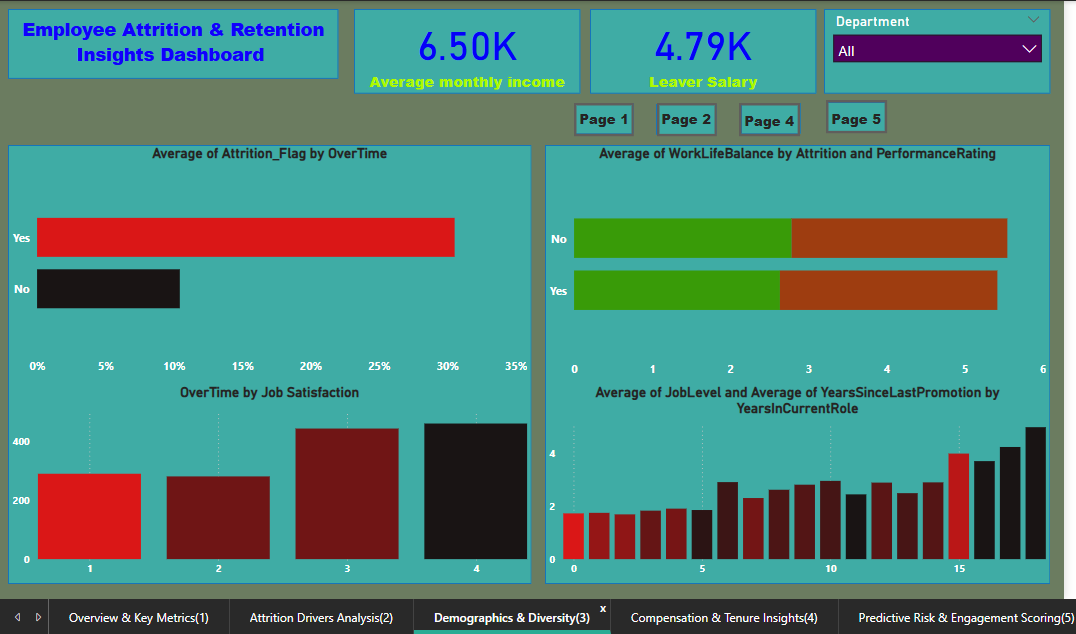 Employee Attrition & Retention
Insights Dashboard
6.50K
Average monthly income
4.79K
Leaver Salary
Department
All
Page 1
Page 2
Page 4
Page 5
Average of Attrition_Flag by OverTime
Yes
No
0% 5% 10% 15% 20% 25% 30% 35%
Average of WorkLifeBalance by Attrition and PerformanceRating
No
Yes
0 1 2 3 4 5 6
OverTime by Job Satisfaction
400
200
0
1 2 3 4
Average of JobLevel and Average of YearsSinceLastPromotion by
YearsInCurrentRole
4
2
0
0 5 10 15
Overview & Key Metrics(1)
Attrition Drivers Analysis(2)
Demographics & Diversity(3)
x
Compensation & Tenure Insights(4)
Predictive Risk & Engagement Scoring(5)